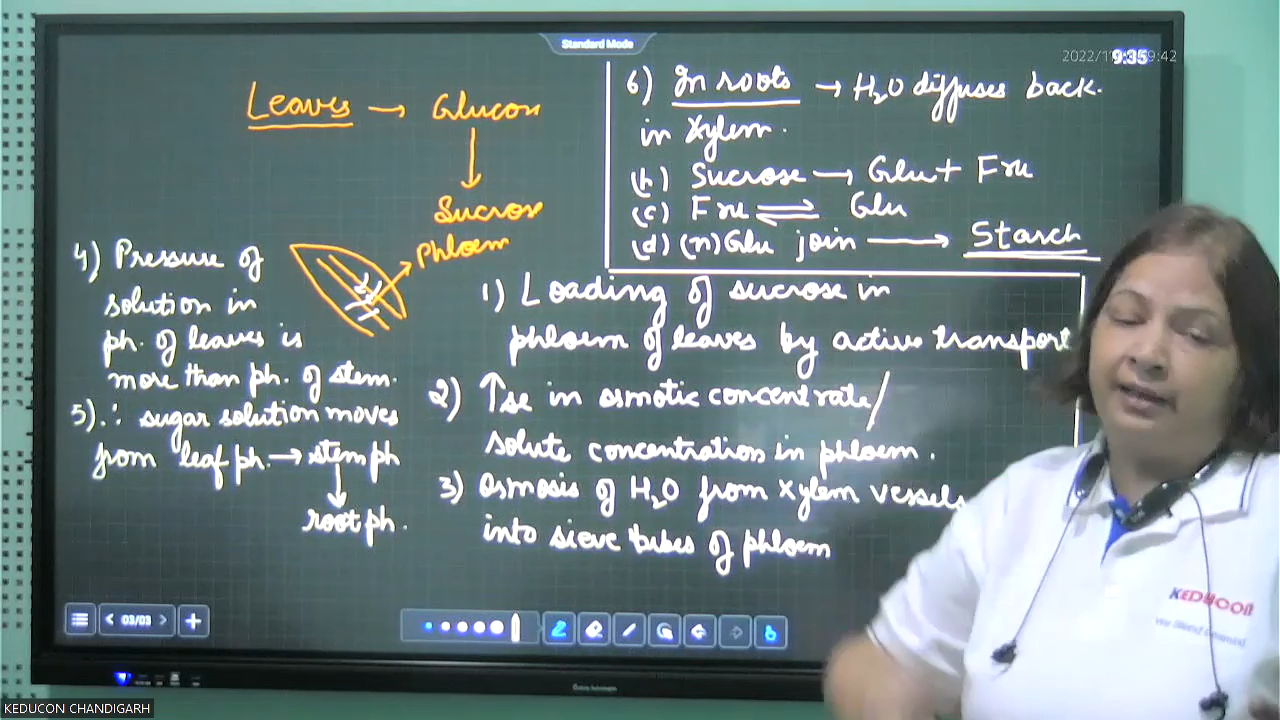 Standard Mode
2022/1
9:35
9:42
Leaves → Glucon
Sucrose
Phloem
4) Pressure of
solution in
ph. of leaves is
more than ph. of stem.
5) ∴ sugar solution moves
from leaf ph. → stem ph
root ph.
6) In roots → H₂O diffuses back
in Xylem.
(b) Sucrose → Glu + Fru
(c) Fru ⇌ Glu
(d) (n) Glu join → Starch
1) Loading of sucrose in
phloem of leaves by active transport
2) ↑se in osmotic concentrate/
solute concentration in phloem.
3) Osmosis of H₂O from Xylem vessels
into sieve tubes of phloem
03/03
KEDUCON
KEDUCON CHANDIGARH